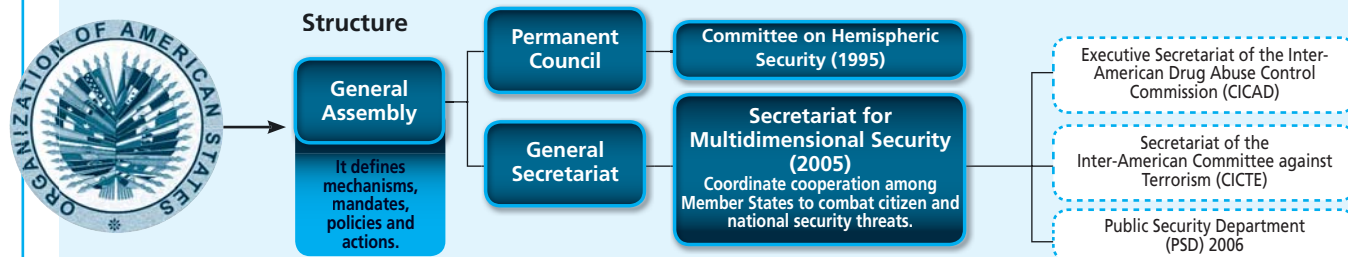 Structure
ORGANIZATION OF AMERICAN STATES
General
Assembly
It defines
mechanisms,
mandates,
policies and
actions.
Permanent
Council
Committee on Hemispheric
Security (1995)
General
Secretariat
Secretariat for
Multidimensional Security
(2005)
Coordinate cooperation among
Member States to combat citizen and
national security threats.
Executive Secretariat of the Inter-
American Drug Abuse Control
Commission (CICAD)
Secretariat of the
Inter-American Committee against
Terrorism (CICTE)
Public Security Department
(PSD) 2006